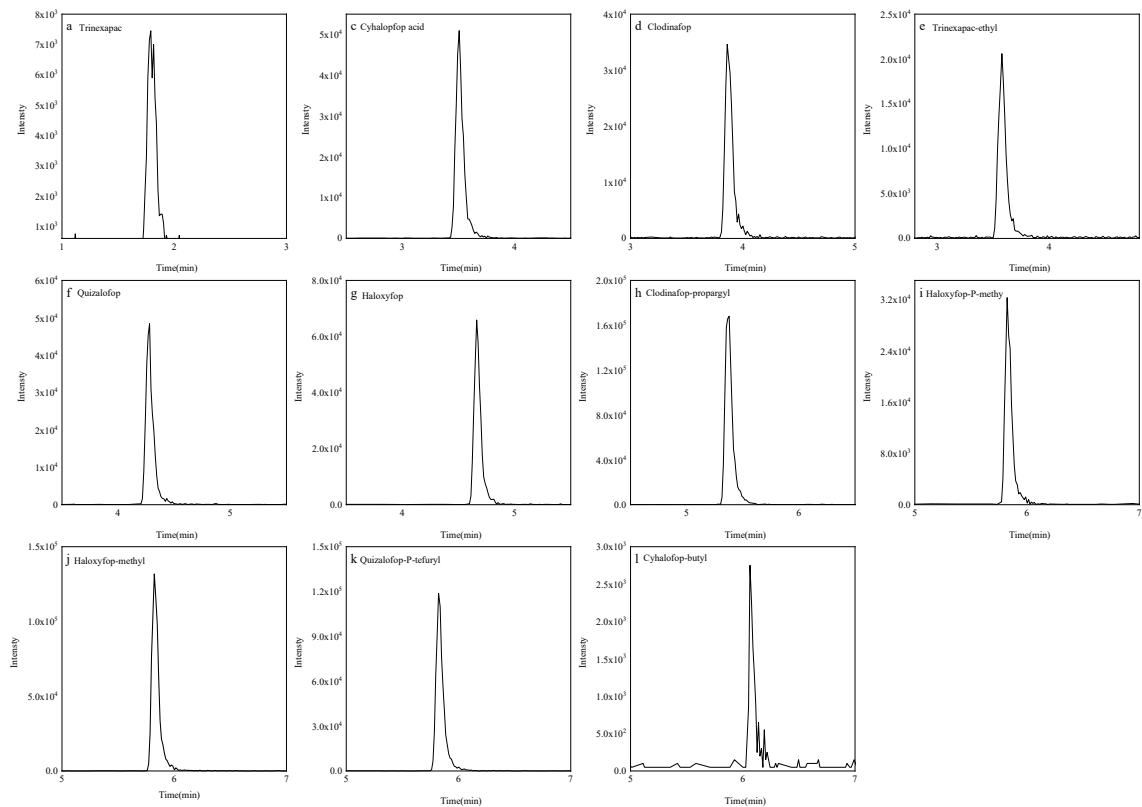 a Trinexapac
8x10³
7x10³
6x10³
5x10³
4x10³
3x10³
2x10³
1x10³
Intensty
1 2 3
Time(min)
c Cyhalopfop acid
5x10⁴
4x10⁴
3x10⁴
2x10⁴
1x10⁴
0
Intensty
3 4
Time(min)
d Clodinafop
4x10⁴
3x10⁴
2x10⁴
1x10⁴
0
Intensty
3 4 5
Time(min)
e Trinexapac-ethyl
2.5x10⁴
2.0x10⁴
1.5x10⁴
1.0x10⁴
5.0x10³
0.0
Intensty
3 4
Time(min)
f Quizalofop
6x10⁴
5x10⁴
4x10⁴
3x10⁴
2x10⁴
1x10⁴
0
Intensty
4 5
Time(min)
g Haloxyfop
8.0x10⁴
6.0x10⁴
4.0x10⁴
2.0x10⁴
0.0
Intensty
4 5
Time(min)
h Clodinafop-propargyl
2.0x10⁵
1.6x10⁵
1.2x10⁵
8.0x10⁴
4.0x10⁴
0.0
Intensty
5 6
Time(min)
i Haloxyfop-P-methy
3.2x10⁴
2.4x10⁴
1.6x10⁴
8.0x10³
0.0
Intensty
5 6 7
Time(min)
j Haloxyfop-methyl
1.5x10⁵
1.0x10⁵
5.0x10⁴
0.0
Intensty
5 6 7
Time(min)
k Quizalofop-P-tefuryl
1.5x10⁵
1.2x10⁵
9.0x10⁴
6.0x10⁴
3.0x10⁴
0.0
Intensty
5 6 7
Time(min)
l Cyhalofop-butyl
3.0x10³
2.5x10³
2.0x10³
1.5x10³
1.0x10³
5.0x10²
0.0
Intensty
5 6 7
Time(min)